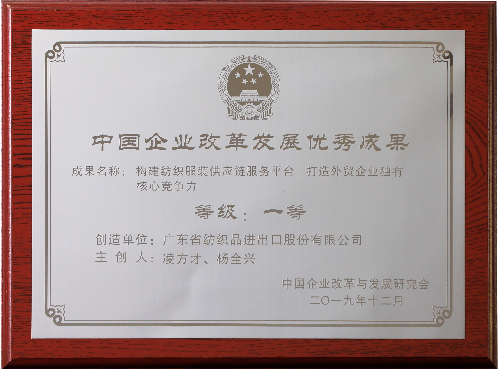 中国企业改革发展优秀成果
成果名称：构建纺织服装供应链服务平台 打造外贸企业独有
核心竞争力
等级：一等
创造单位：广东省纺织品进出口股份有限公司
主创人：凌方才、杨全兴
中国企业改革与发展研究会
二〇一九年十二月